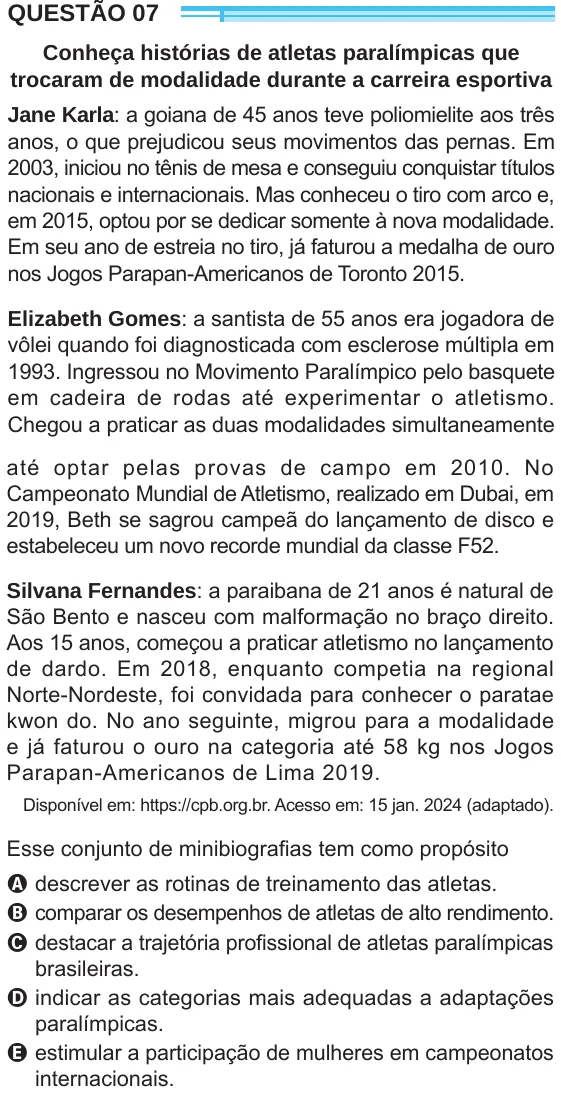 QUESTÃO 07
Conheça histórias de atletas paralímpicas que
trocaram de modalidade durante a carreira esportiva
Jane Karla: a goiana de 45 anos teve poliomielite aos três
anos, o que prejudicou seus movimentos das pernas. Em
2003, iniciou no tênis de mesa e conseguiu conquistar títulos
nacionais e internacionais. Mas conheceu o tiro com arco e,
em 2015, optou por se dedicar somente à nova modalidade.
Em seu ano de estreia no tiro, já faturou a medalha de ouro
nos Jogos Parapan-Americanos de Toronto 2015.
Elizabeth Gomes: a santista de 55 anos era jogadora de
vôlei quando foi diagnosticada com esclerose múltipla em
1993. Ingressou no Movimento Paralímpico pelo basquete
em cadeira de rodas até experimentar o atletismo.
Chegou a praticar as duas modalidades simultaneamente
até optar pelas provas de campo em 2010. No
Campeonato Mundial de Atletismo, realizado em Dubai, em
2019, Beth se sagrou campeã do lançamento de disco e
estabeleceu um novo recorde mundial da classe F52.
Silvana Fernandes: a paraibana de 21 anos é natural de
São Bento e nasceu com malformação no braço direito.
Aos 15 anos, começou a praticar atletismo no lançamento
de dardo. Em 2018, enquanto competia na regional
Norte-Nordeste, foi convidada para conhecer o paratae
kwon do. No ano seguinte, migrou para a modalidade
e já faturou o ouro na categoria até 58 kg nos Jogos
Parapan-Americanos de Lima 2019.
Disponível em: https://cpb.org.br. Acesso em: 15 jan. 2024 (adaptado).
Esse conjunto de minibiografias tem como propósito
A descrever as rotinas de treinamento das atletas.
B comparar os desempenhos de atletas de alto rendimento.
C destacar a trajetória profissional de atletas paralímpicas
brasileiras.
D indicar as categorias mais adequadas a adaptações
paralímpicas.
E estimular a participação de mulheres em campeonatos
internacionais.